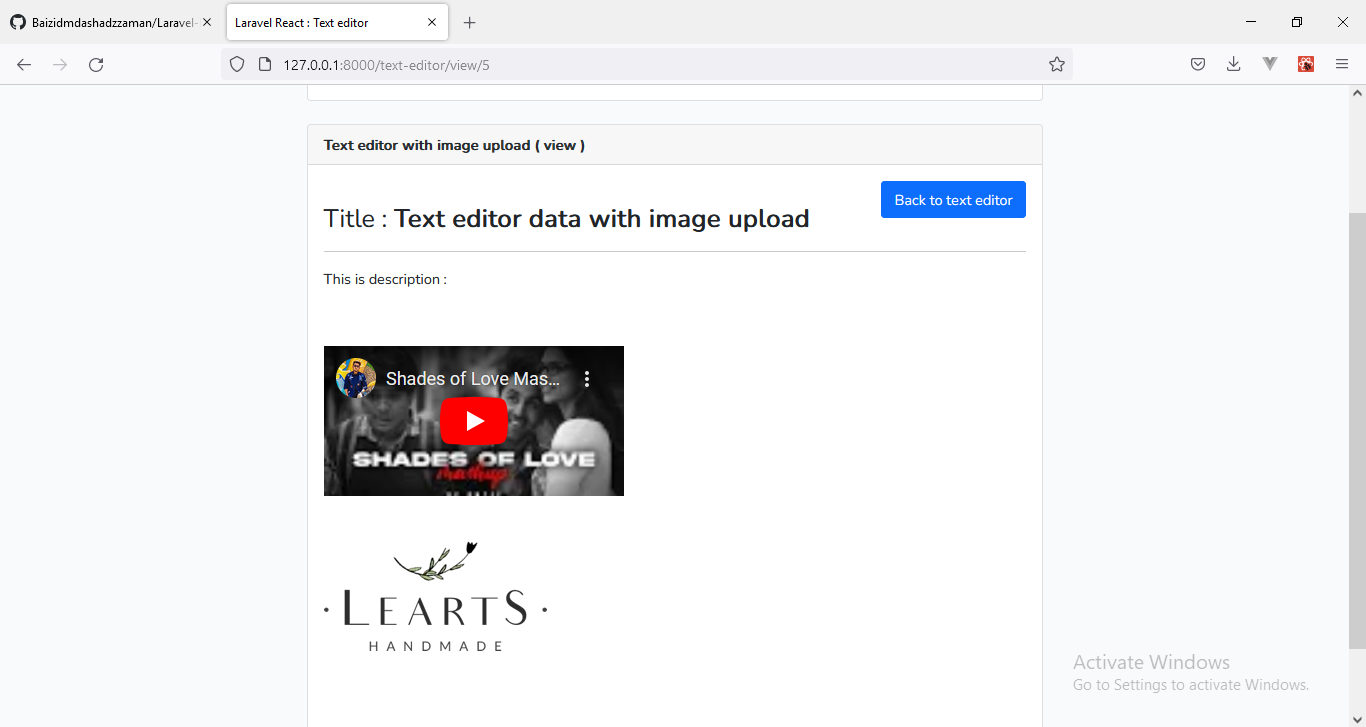 Baizidmdashadzzaman/Laravel-
Laravel React : Text editor
127.0.0.1:8000/text-editor/view/5
Text editor with image upload ( view )
Back to text editor
Title : Text editor data with image upload
This is description :
Shades of Love Mas...
SHADES OF LOVE
mashup
· LEARTS ·
HANDMADE
Activate Windows
Go to Settings to activate Windows.